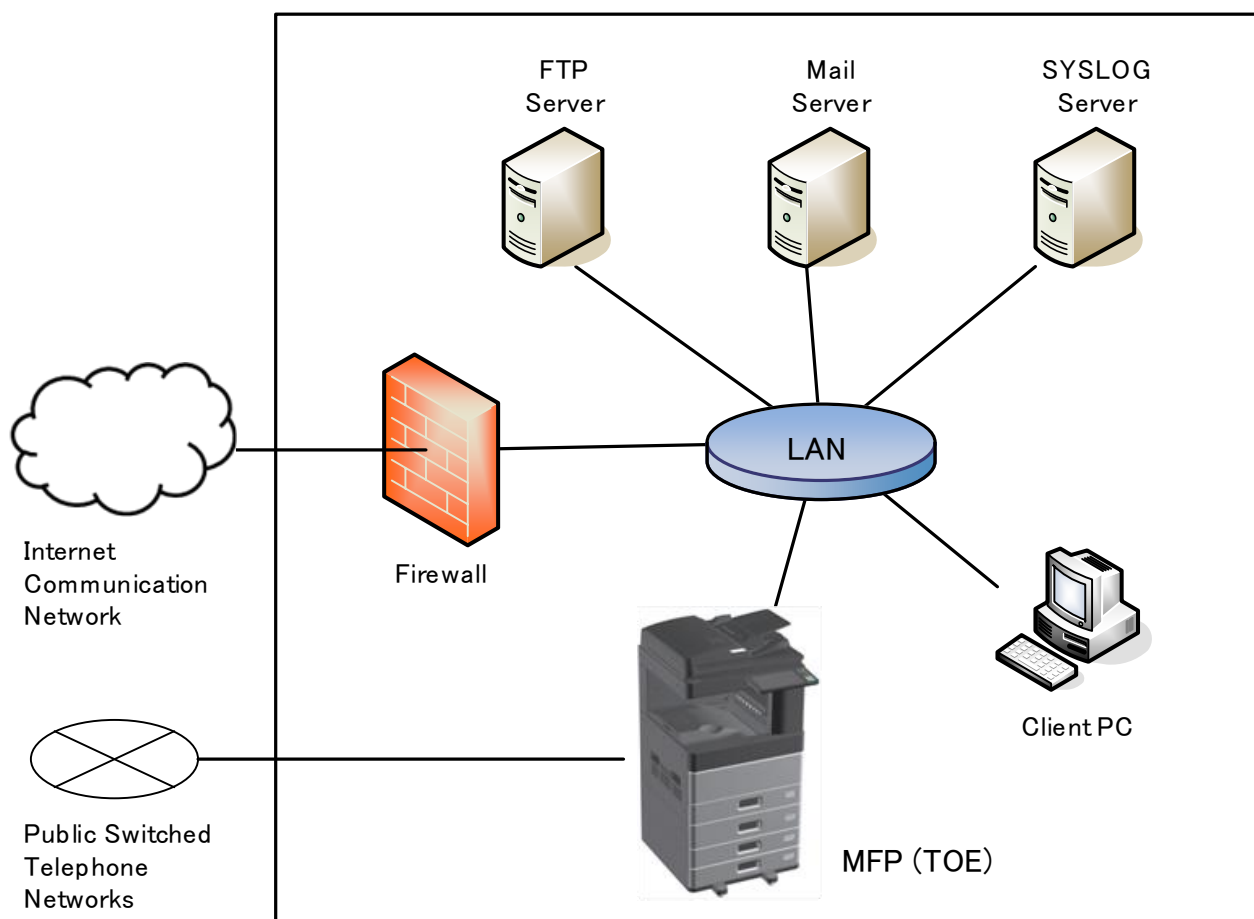 FTP
Server
Mail
Server
SYSLOG
Server
LAN
Internet
Communication
Network
Firewall
Client PC
Public Switched
Telephone
Networks
MFP (TOE)